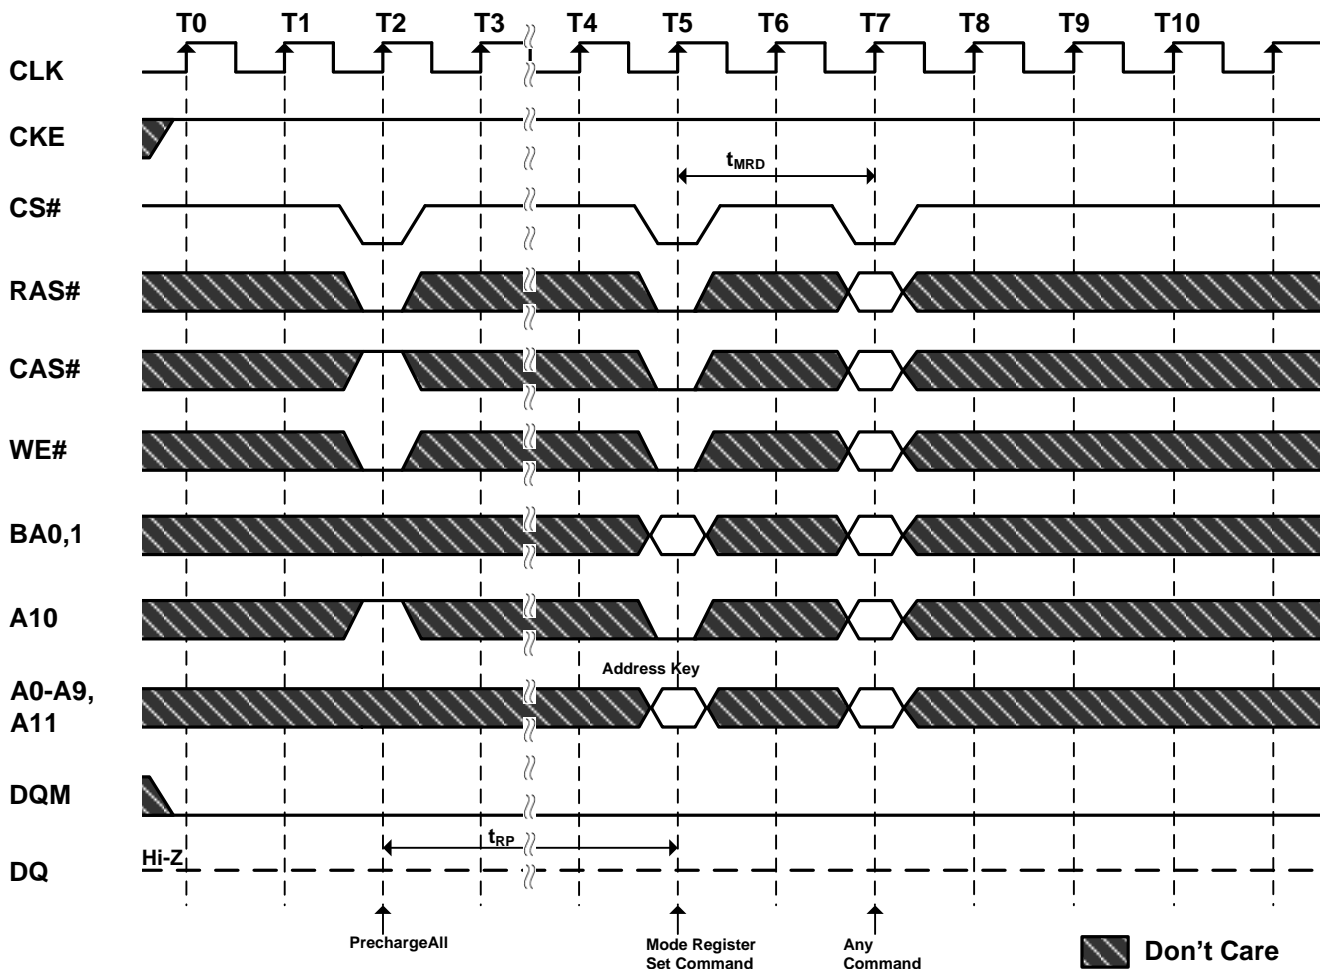 T0 T1 T2 T3 T4 T5 T6 T7 T8 T9 T10
CLK
CKE
tMRD
CS#
RAS#
CAS#
WE#
BA0,1
A10
Address Key
A0-A9,
A11
DQM
tRP
Hi-Z
DQ
PrechargeAll
Mode Register
Set Command
Any
Command
Don't Care